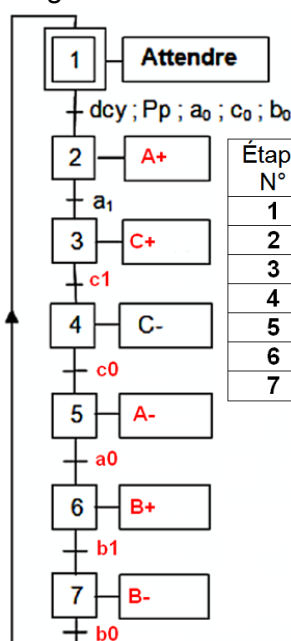 1 Attendre
dcy ; Pp ; a₀ ; c₀ ; b₀
2 A+
a₁
3 C+
c1
4 C-
c0
5 A-
a0
6 B+
b1
7 B-
b0
Étap
N°
1
2
3
4
5
6
7